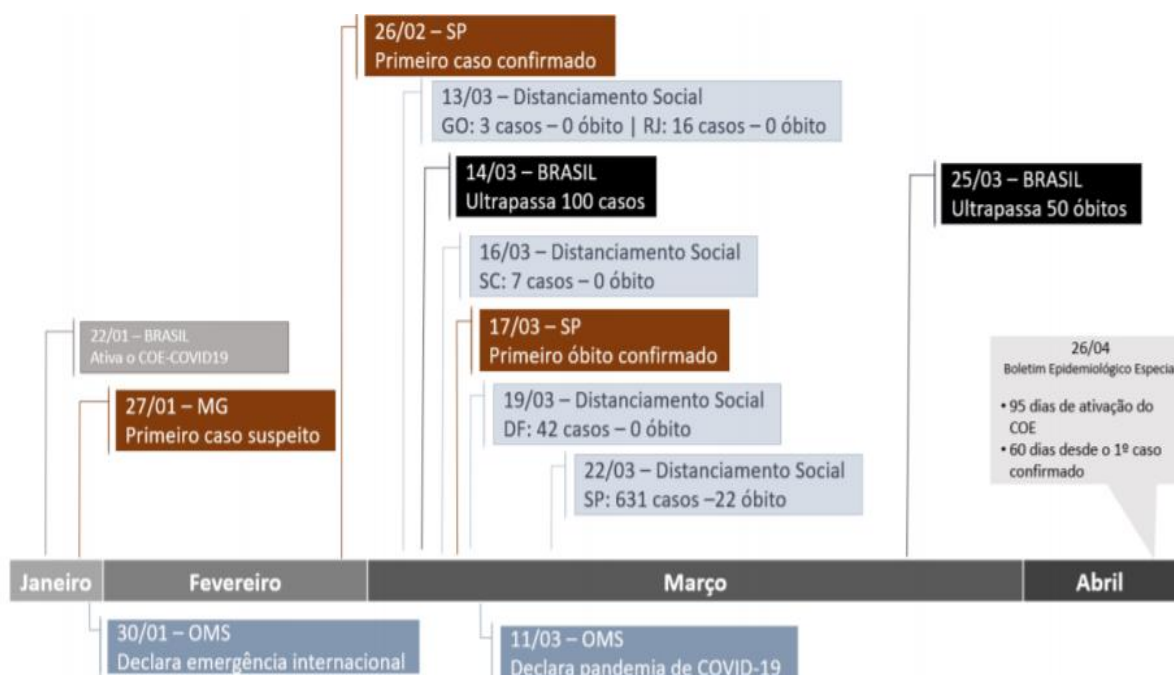 26/02 – SP
Primeiro caso confirmado
13/03 – Distanciamento Social
GO: 3 casos – 0 óbito | RJ: 16 casos – 0 óbito
14/03 – BRASIL
Ultrapassa 100 casos
25/03 – BRASIL
Ultrapassa 50 óbitos
16/03 – Distanciamento Social
SC: 7 casos – 0 óbito
22/01 – BRASIL
Ativa o COE-COVID19
17/03 – SP
Primeiro óbito confirmado
26/04
Boletim Epidemiológico Especia
• 95 dias de ativação do
COE
• 60 dias desde o 1º caso
confirmado
27/01 – MG
Primeiro caso suspeito
19/03 – Distanciamento Social
DF: 42 casos – 0 óbito
22/03 – Distanciamento Social
SP: 631 casos –22 óbito
Janeiro
Fevereiro
Março
Abril
30/01 – OMS
Declara emergência internacional
11/03 – OMS
Declara pandemia de COVID-19